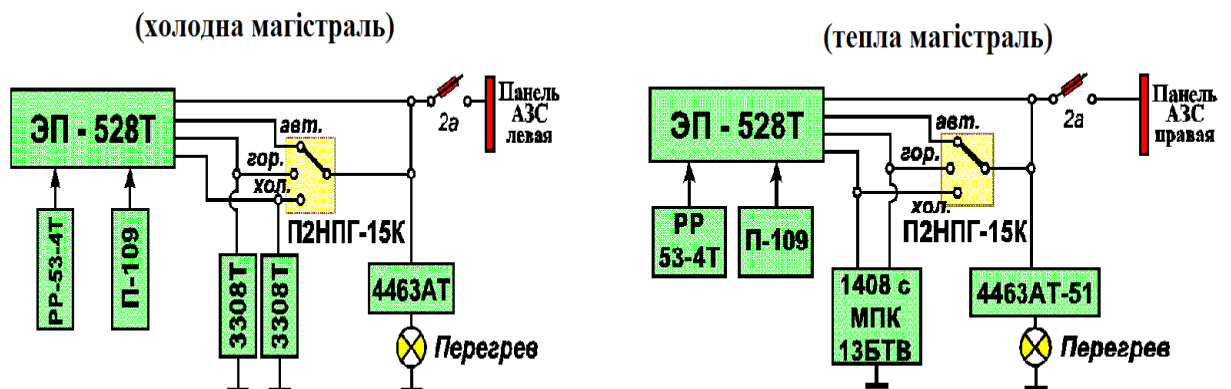 (холодна магістраль)
ЭП - 528Т
авт.
гор.
хол.
П2НПГ-15К
2а
Панель
АЗС
левая
РР-53-4Т
П-109
3308Т
3308Т
4463АТ
Перегрев
(тепла магістраль)
ЭП - 528Т
авт.
гор.
хол.
П2НПГ-15К
2а
Панель
АЗС
правая
РР
53-4Т
П-109
1408 с
МПК
13БТВ
4463АТ-51
Перегрев